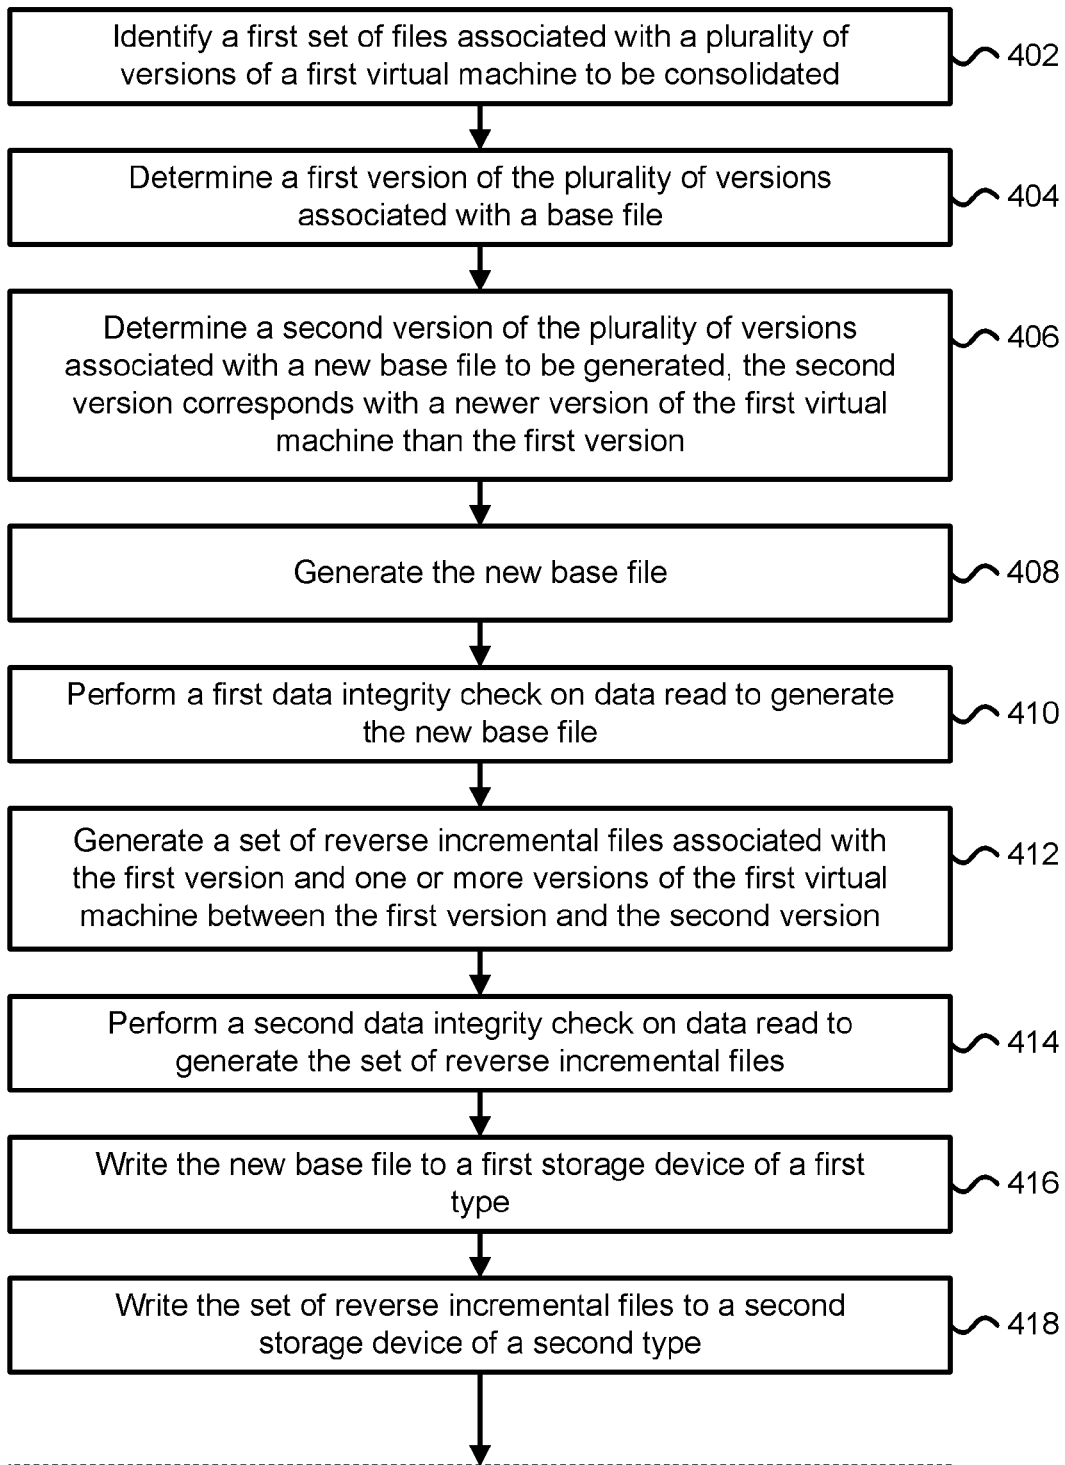 Identify a first set of files associated with a plurality of
versions of a first virtual machine to be consolidated
402
Determine a first version of the plurality of versions
associated with a base file
404
Determine a second version of the plurality of versions
associated with a new base file to be generated, the second
version corresponds with a newer version of the first virtual
machine than the first version
406
Generate the new base file
408
Perform a first data integrity check on data read to generate
the new base file
410
Generate a set of reverse incremental files associated with
the first version and one or more versions of the first virtual
machine between the first version and the second version
412
Perform a second data integrity check on data read to
generate the set of reverse incremental files
414
Write the new base file to a first storage device of a first
type
416
Write the set of reverse incremental files to a second
storage device of a second type
418